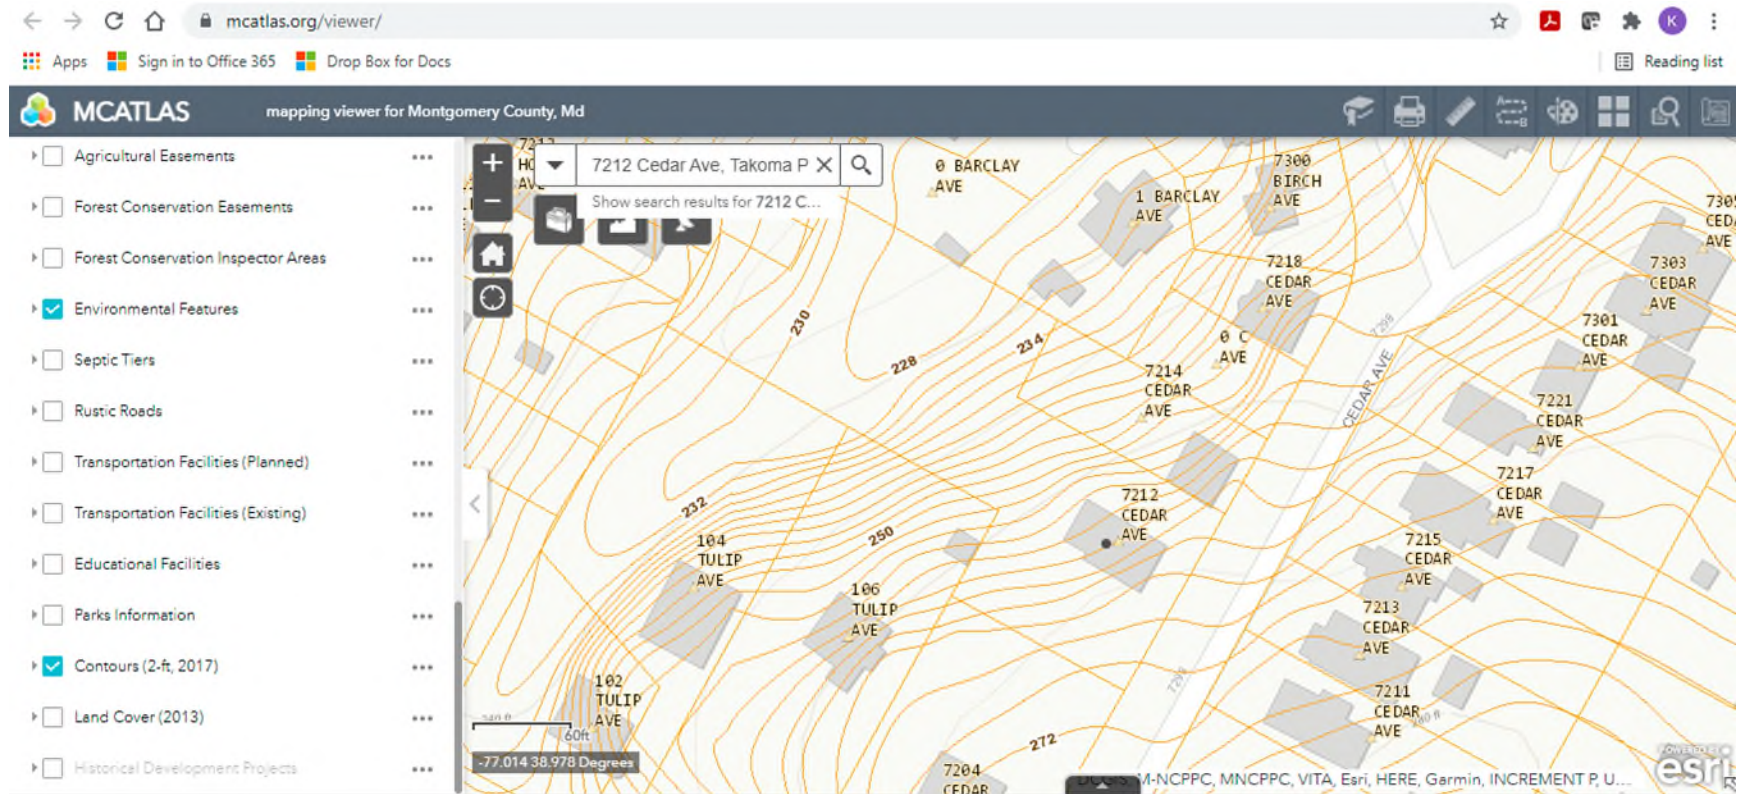 mcatlas.org/viewer/
K
Apps
Sign in to Office 365
Drop Box for Docs
Reading list
MCATLAS
mapping viewer for Montgomery County, Md
Agricultural Easements
Forest Conservation Easements
Forest Conservation Inspector Areas
Environmental Features
Septic Tiers
Rustic Roads
Transportation Facilities (Planned)
Transportation Facilities (Existing)
Educational Facilities
Parks Information
Contours (2-ft, 2017)
Land Cover (2013)
Historical Development Projects
7212 Cedar Ave, Takoma P
Show search results for 7212 C...
0 BARCLAY
AVE
1 BARCLAY
AVE
7300
BIRCH
AVE
7303
CEDAR
AVE
7218
CEDAR
AVE
7301
CEDAR
AVE
230
228
234
0 C
AVE
7298
7214
CEDAR
AVE
CEDAR AVE
7221
CEDAR
AVE
7217
CEDAR
AVE
7212
CEDAR
AVE
232
250
104
TULIP
AVE
7215
CEDAR
AVE
106
TULIP
AVE
7213
CEDAR
AVE
102
TULIP
AVE
7211
CEDAR
AVE
240 ft
60ft
272
-77.014 38.978 Degrees
7204
CEDAR
M-NCPPC, MNCPPC, VITA, Esri, HERE, Garmin, INCREMENT P, U...
POWERED BY
esri